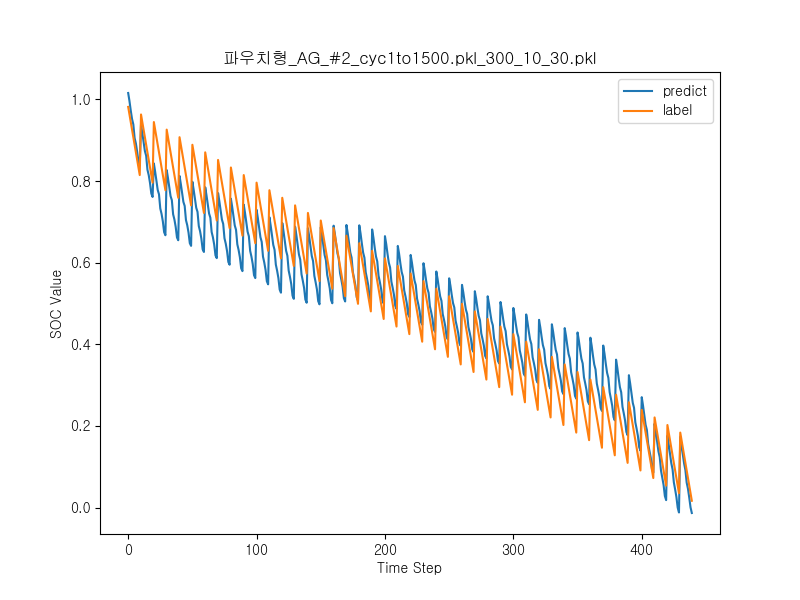 파우치형_AG_#2_cyc1to1500.pkl_300_10_30.pkl
predict
label
1.0
0.8
0.6
0.4
0.2
0.0
SOC Value
0 100 200 300 400
Time Step